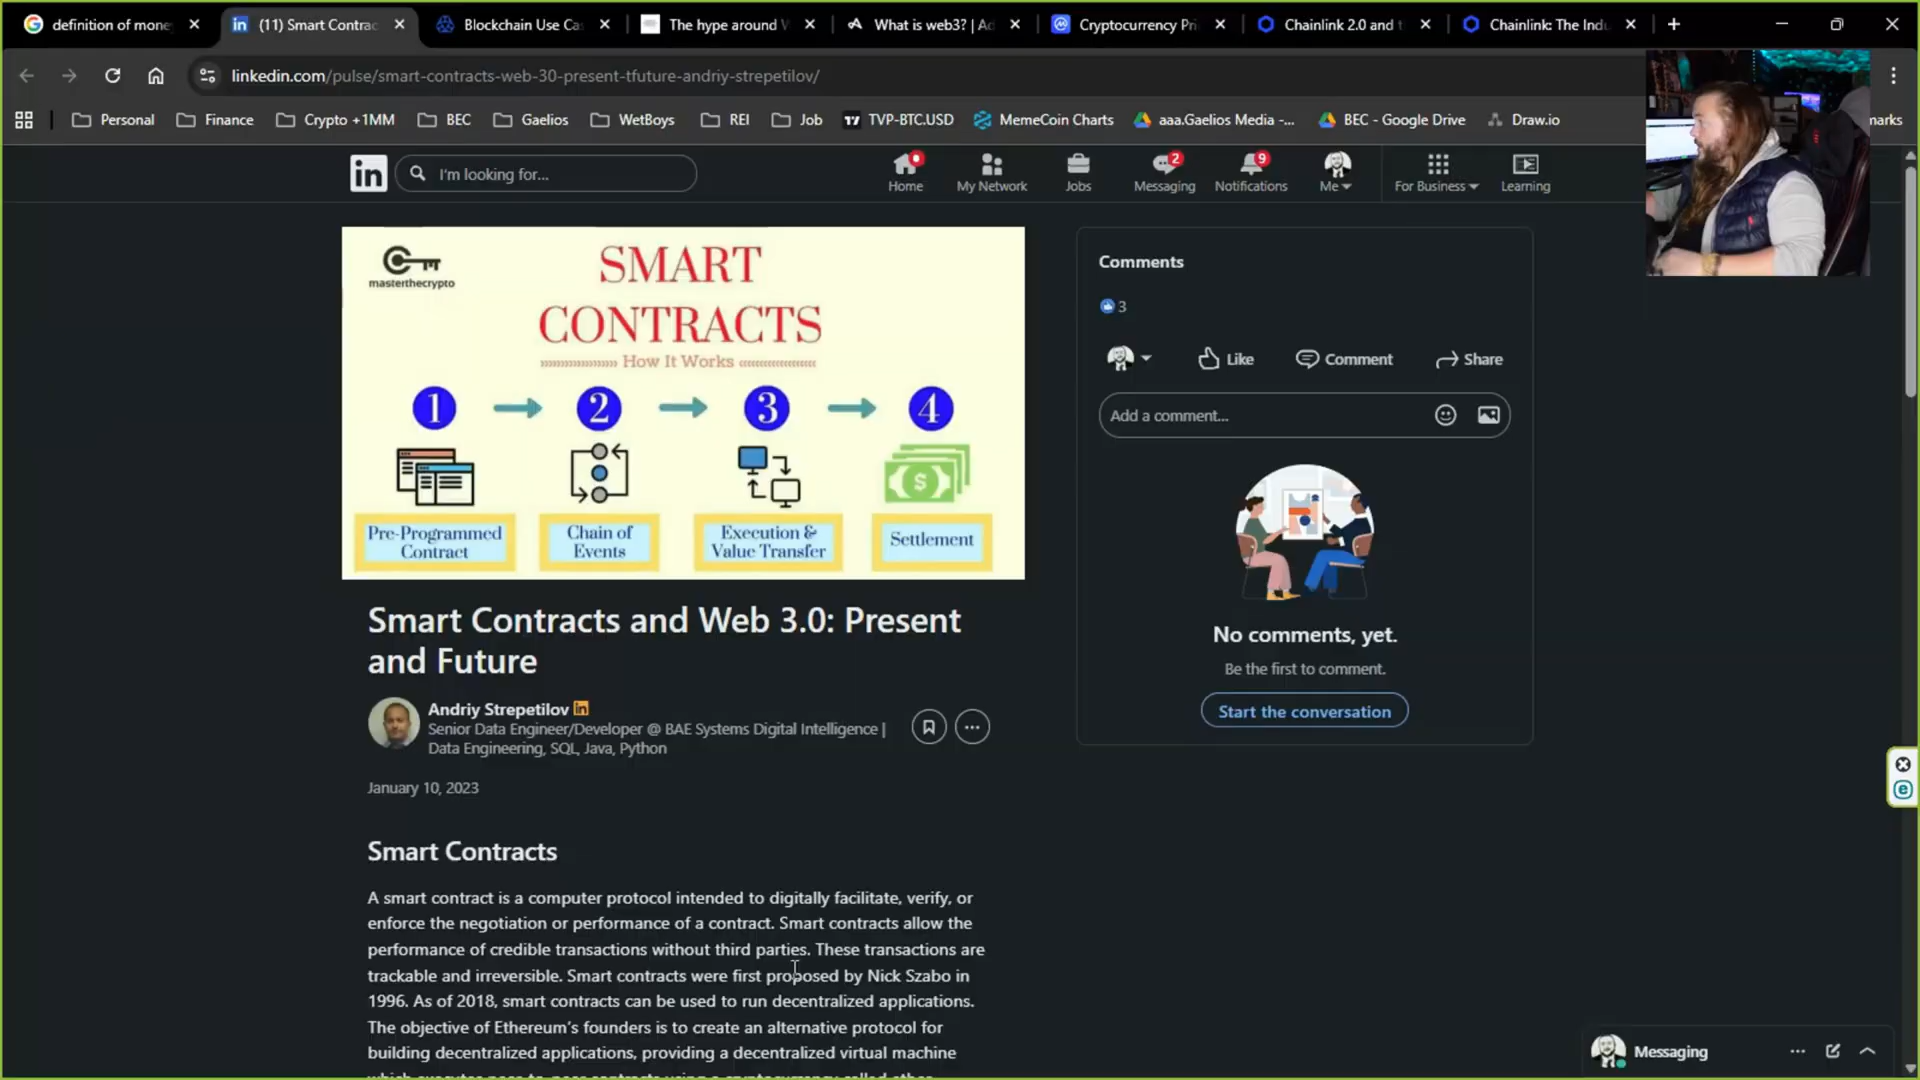 definition of mone
(11) Smart Contrac
Blockchain Use Cas
The hype around
What is web3? | Ad
Cryptocurrency Pri
Chainlink 2.0 and
Chainlink: The Indu
linkedin.com/pulse/smart-contracts-web-30-present-tfuture-andriy-strepetilov/
Personal
Finance
Crypto +1MM
BEC
Gaelios
WetBoys
REI
Job
TVP-BTC.USD
MemeCoin Charts
aaa.Gaelios Media -...
BEC - Google Drive
Draw.io
marks
in
I'm looking for...
Home
My Network
Jobs
2
Messaging
9
Notifications
Me
For Business
Learning
masterthecrypto
SMART
CONTRACTS
How It Works
1
2
3
4
Pre-Programmed
Contract
Chain of
Events
Execution &
Value Transfer
Settlement
Smart Contracts and Web 3.0: Present
and Future
Andriy Strepetilov in
Senior Data Engineer/Developer @ BAE Systems Digital Intelligence |
Data Engineering, SQL, Java, Python
January 10, 2023
Smart Contracts
A smart contract is a computer protocol intended to digitally facilitate, verify, or
enforce the negotiation or performance of a contract. Smart contracts allow the
performance of credible transactions without third parties. These transactions are
trackable and irreversible. Smart contracts were first proposed by Nick Szabo in
1996. As of 2018, smart contracts can be used to run decentralized applications.
The objective of Ethereum's founders is to create an alternative protocol for
building decentralized applications, providing a decentralized virtual machine
Comments
3
Like
Comment
Share
Add a comment...
No comments, yet.
Be the first to comment.
Start the conversation
Messaging